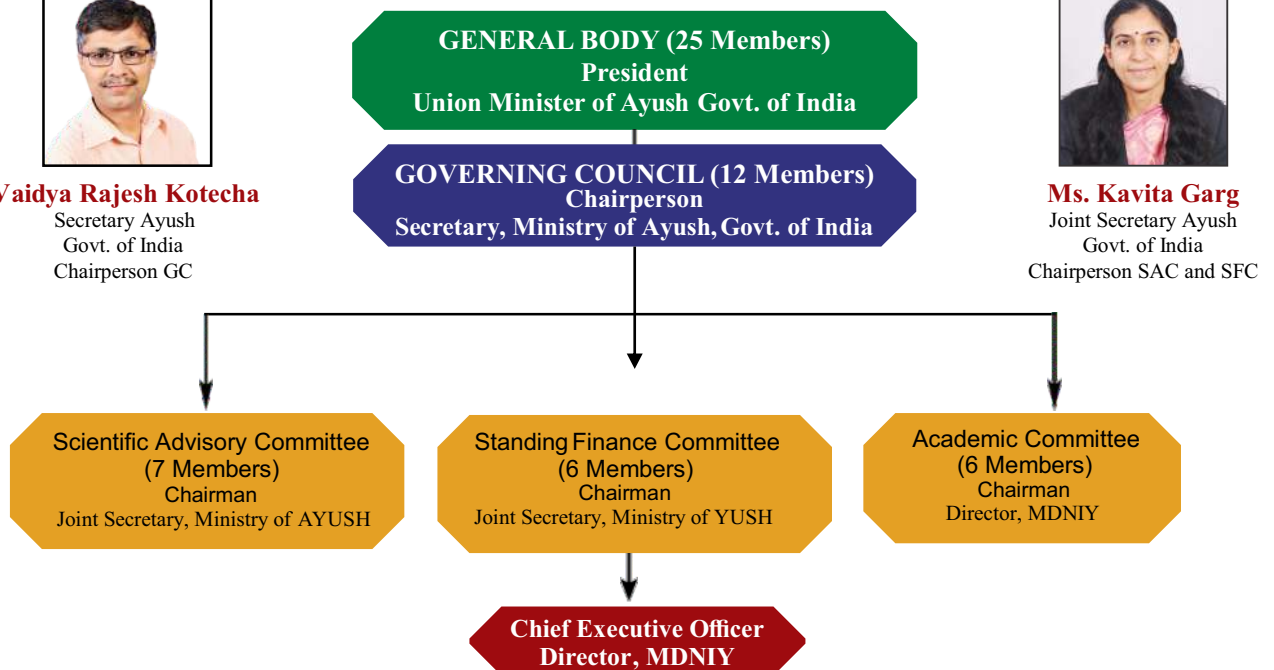 GENERAL BODY (25 Members)
President
Union Minister of Ayush Govt. of India
GOVERNING COUNCIL (12 Members)
Chairperson
Secretary, Ministry of Ayush, Govt. of India
Vaidya Rajesh Kotecha
Secretary Ayush
Govt. of India
Chairperson GC
Ms. Kavita Garg
Joint Secretary Ayush
Govt. of India
Chairperson SAC and SFC
Scientific Advisory Committee
(7 Members)
Chairman
Joint Secretary, Ministry of AYUSH
Standing Finance Committee
(6 Members)
Chairman
Joint Secretary, Ministry of YUSH
Academic Committee
(6 Members)
Chairman
Director, MDNIY
Chief Executive Officer
Director, MDNIY